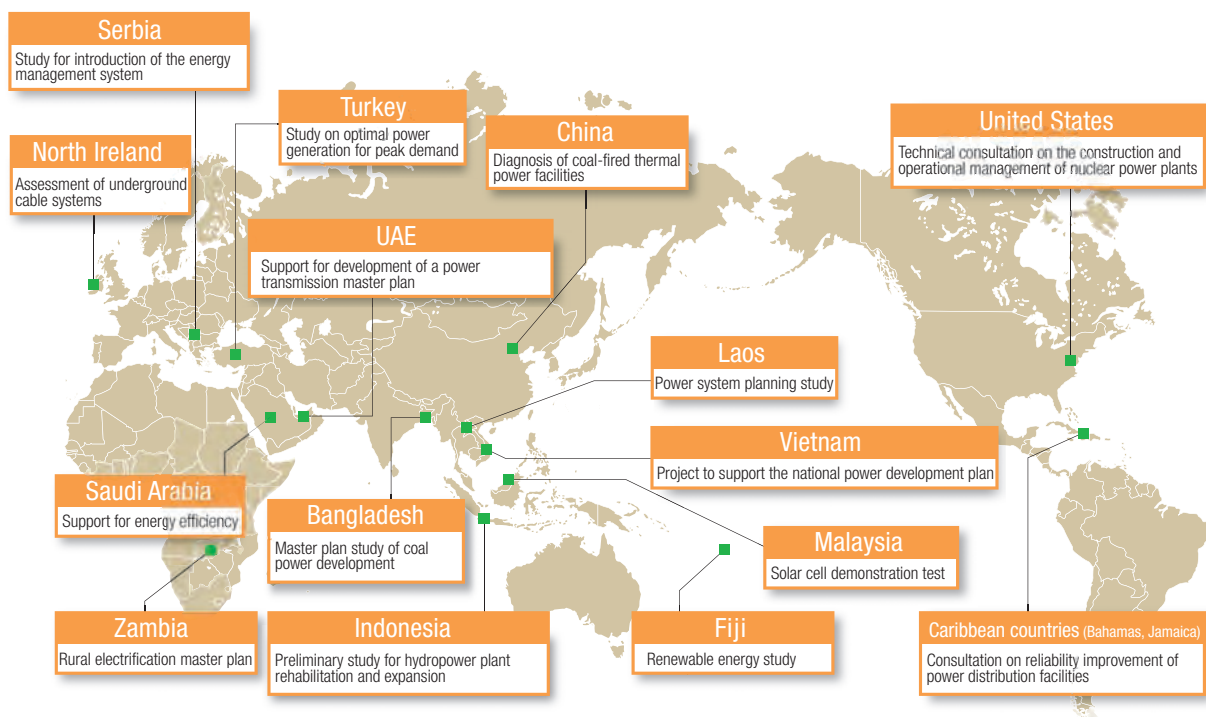 Serbia
Study for introduction of the energy
management system
Turkey
Study on optimal power
generation for peak demand
China
Diagnosis of coal-fired thermal
power facilities
United States
Technical consultation on the construction and
operational management of nuclear power plants
North Ireland
Assessment of underground
cable systems
UAE
Support for development of a power
transmission master plan
Laos
Power system planning study
Vietnam
Project to support the national power development plan
Saudi Arabia
Support for energy efficiency
Bangladesh
Master plan study of coal
power development
Malaysia
Solar cell demonstration test
Zambia
Rural electrification master plan
Indonesia
Preliminary study for hydropower plant
rehabilitation and expansion
Fiji
Renewable energy study
Caribbean countries (Bahamas, Jamaica)
Consultation on reliability improvement of
power distribution facilities